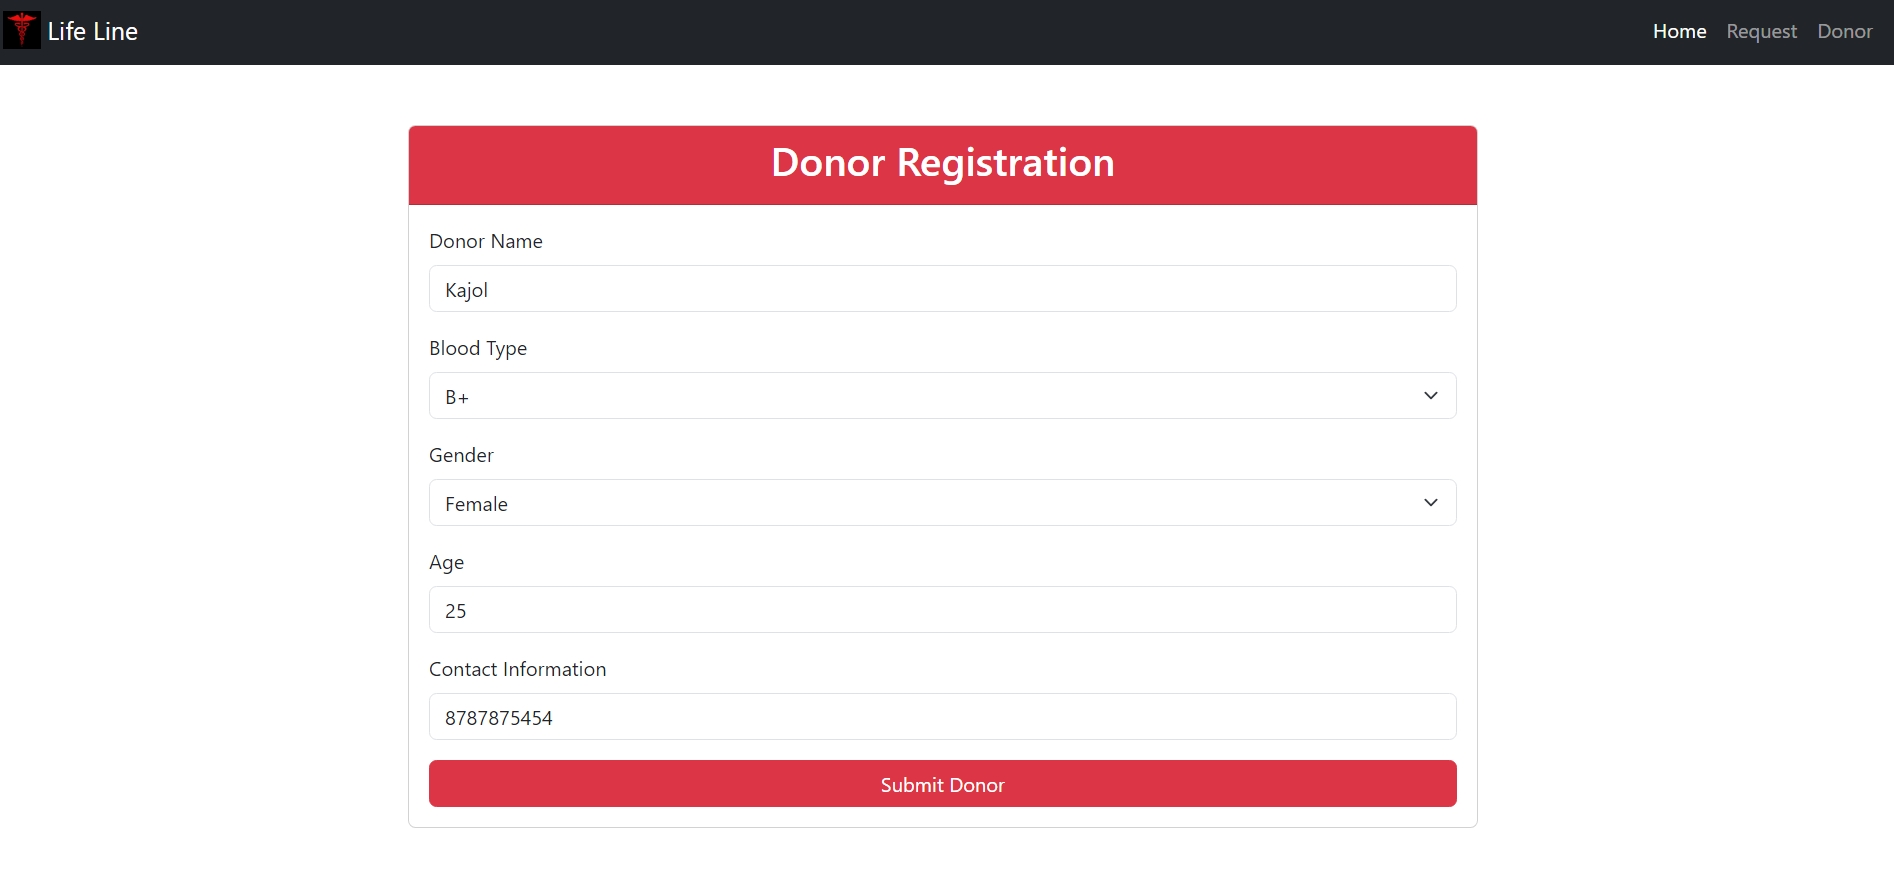 Life Line
Home Request Donor
Donor Registration
Donor Name
Kajol
Blood Type
B+
Gender
Female
Age
25
Contact Information
8787875454
Submit Donor